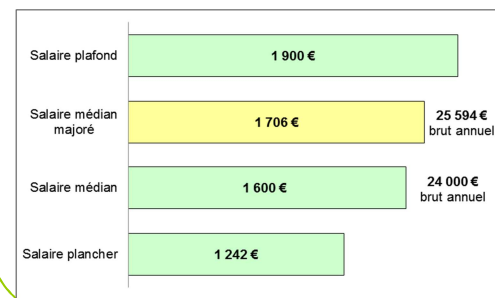 Salaire plafond
1 900 €
Salaire médian
majoré
1 706 €
25 594 €
brut annuel
Salaire médian
1 600 €
24 000 €
brut annuel
Salaire plancher
1 242 €